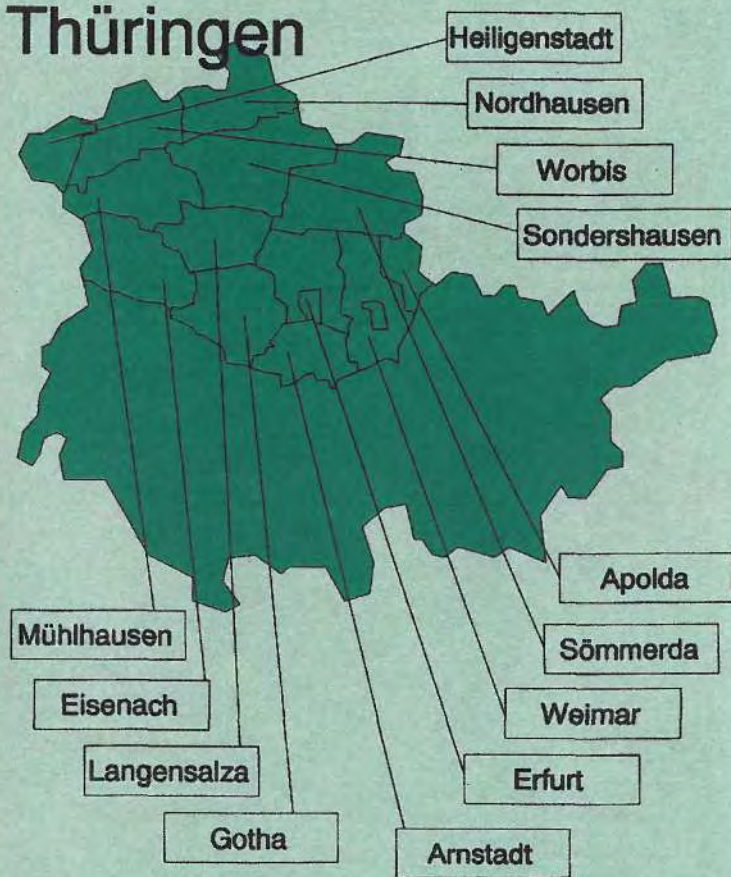 Thüringen
Heiligenstadt
Nordhausen
Worbis
Sondershausen
Apolda
Mühlhausen
Sömmerda
Eisenach
Weimar
Langensalza
Erfurt
Gotha
Arnstadt